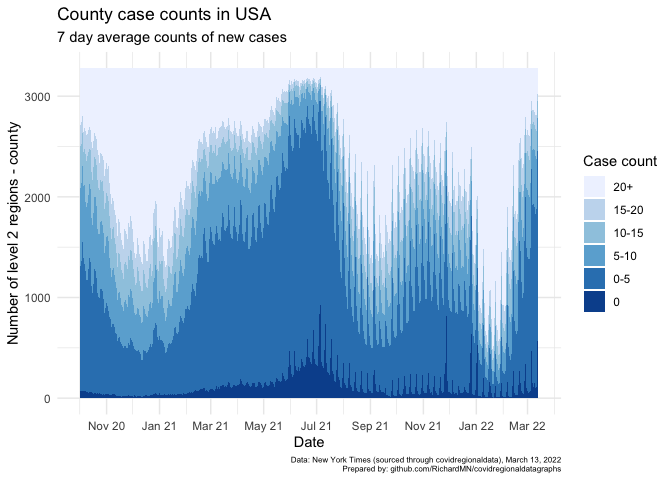 County case counts in USA
7 day average counts of new cases
Number of level 2 regions - county
3000
2000
1000
0
Nov 20 Jan 21 Mar 21 May 21 Jul 21 Sep 21 Nov 21 Jan 22 Mar 22
Date
Case count
20+
15-20
10-15
5-10
0-5
0
Data: New York Times (sourced through covidregionaldata), March 13, 2022
Prepared by: github.com/RichardMN/covidregionaldatagraphs